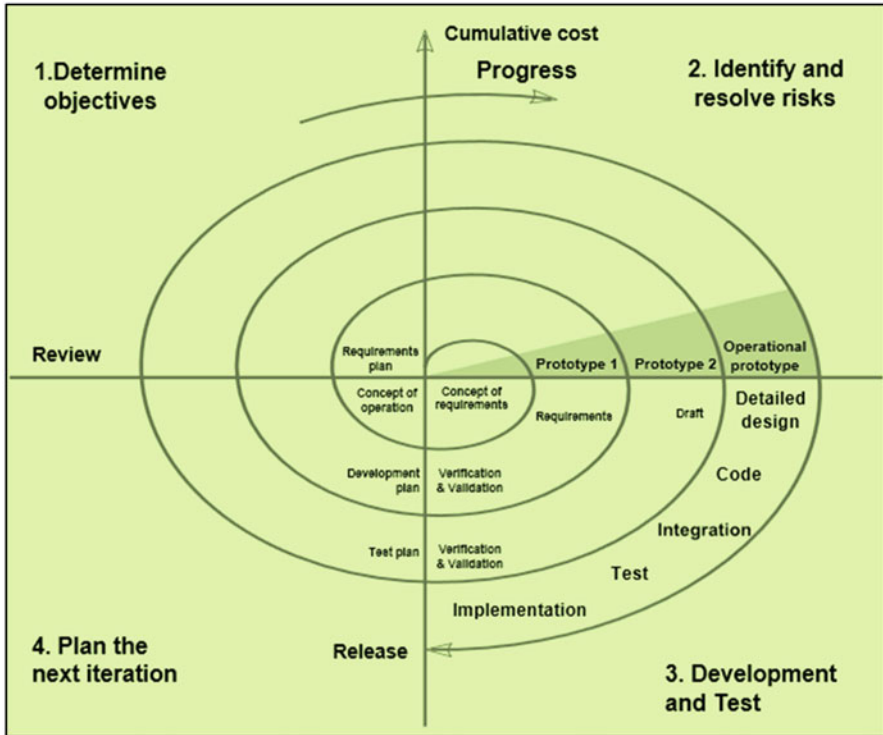 Cumulative cost
1.Determine
objectives
Progress
2. Identify and
resolve risks
Review
Requirements
plan
Prototype 1
Prototype 2
Operational
prototype
Concept of
operation
Concept of
requirements
Requirements
Draft
Detailed
design
Development
plan
Verification
& Validation
Code
Test plan
Verification
& Validation
Integration
Test
Implementation
4. Plan the
next iteration
Release
3. Development
and Test